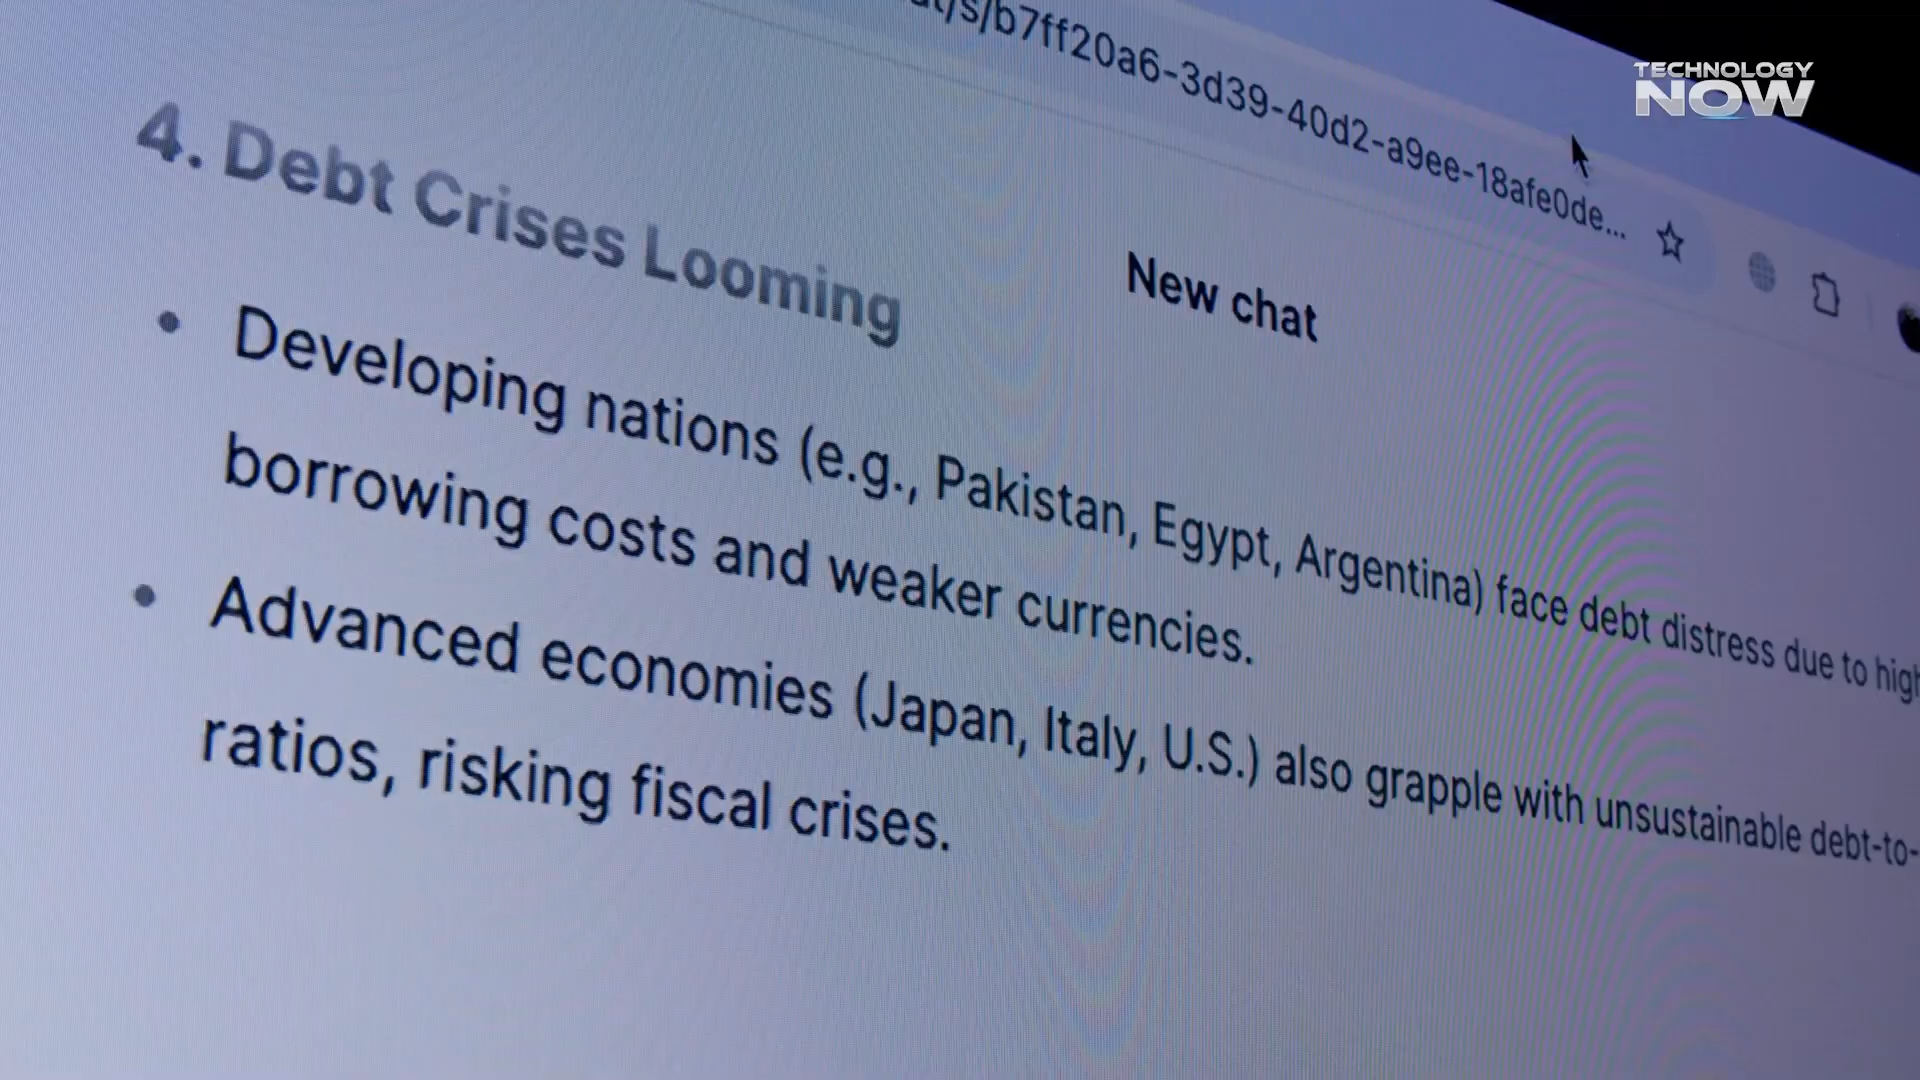 t/s/b7ff20a6-3d39-40d2-a9ee-18afe0de...
TECHNOLOGY
NOW
New chat
4. Debt Crises Looming
• Developing nations (e.g., Pakistan, Egypt, Argentina) face debt distress due to high
borrowing costs and weaker currencies.
• Advanced economies (Japan, Italy, U.S.) also grapple with unsustainable debt-to-
ratios, risking fiscal crises.